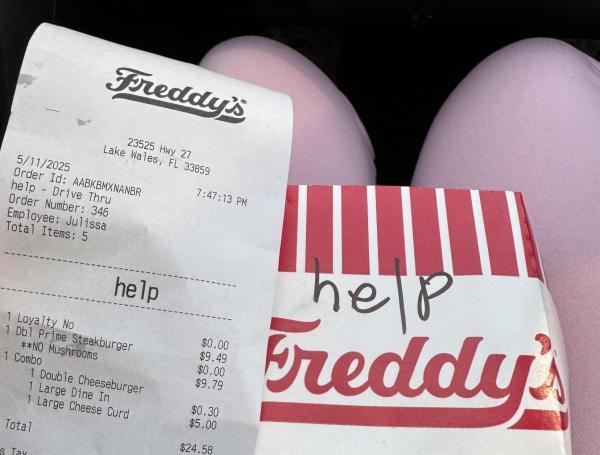 Freddy's
23525 Hwy 27
Lake Wales, FL 33859
5/11/2025 7:47:13 PM
Order Id: AABKBMXNANBR
help - Drive Thru
Order Number: 346
Employee: Julissa
Total Items: 5
help
1 Loyalty No $0.00
1 Dbl Prime Steakburger $9.49
**NO Mushrooms $0.00
1 Combo $9.79
1 Double Cheeseburger
1 Large Dine In $0.30
1 Large Cheese Curd $5.00
Total $24.58
s Tax
help
Freddy's